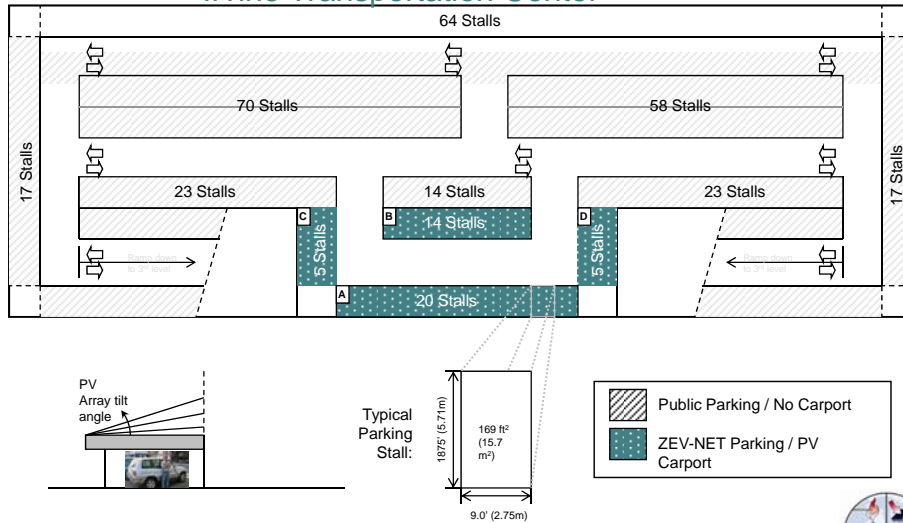 Irvine Transportation Center
64 Stalls
70 Stalls
58 Stalls
17 Stalls
17 Stalls
23 Stalls
14 Stalls
23 Stalls
C
B
14 Stalls
D
5 Stalls
5 Stalls
Ramp down
to 3rd level
Ramp down
to 3rd level
A
20 Stalls
PV
Array tilt
angle
Typical
Parking
Stall:
1875' (5.71m)
169 ft²
(15.7
m²)
9.0' (2.75m)
Public Parking / No Carport
ZEV-NET Parking / PV
Carport